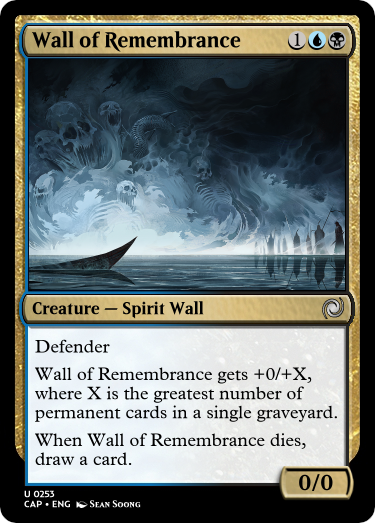 Wall of Remembrance 1
Creature — Spirit Wall
Defender
Wall of Remembrance gets +0/+X,
where X is the greatest number of
permanent cards in a single graveyard.
When Wall of Remembrance dies,
draw a card.
0/0
U 0253
CAP • ENG Sean Soong